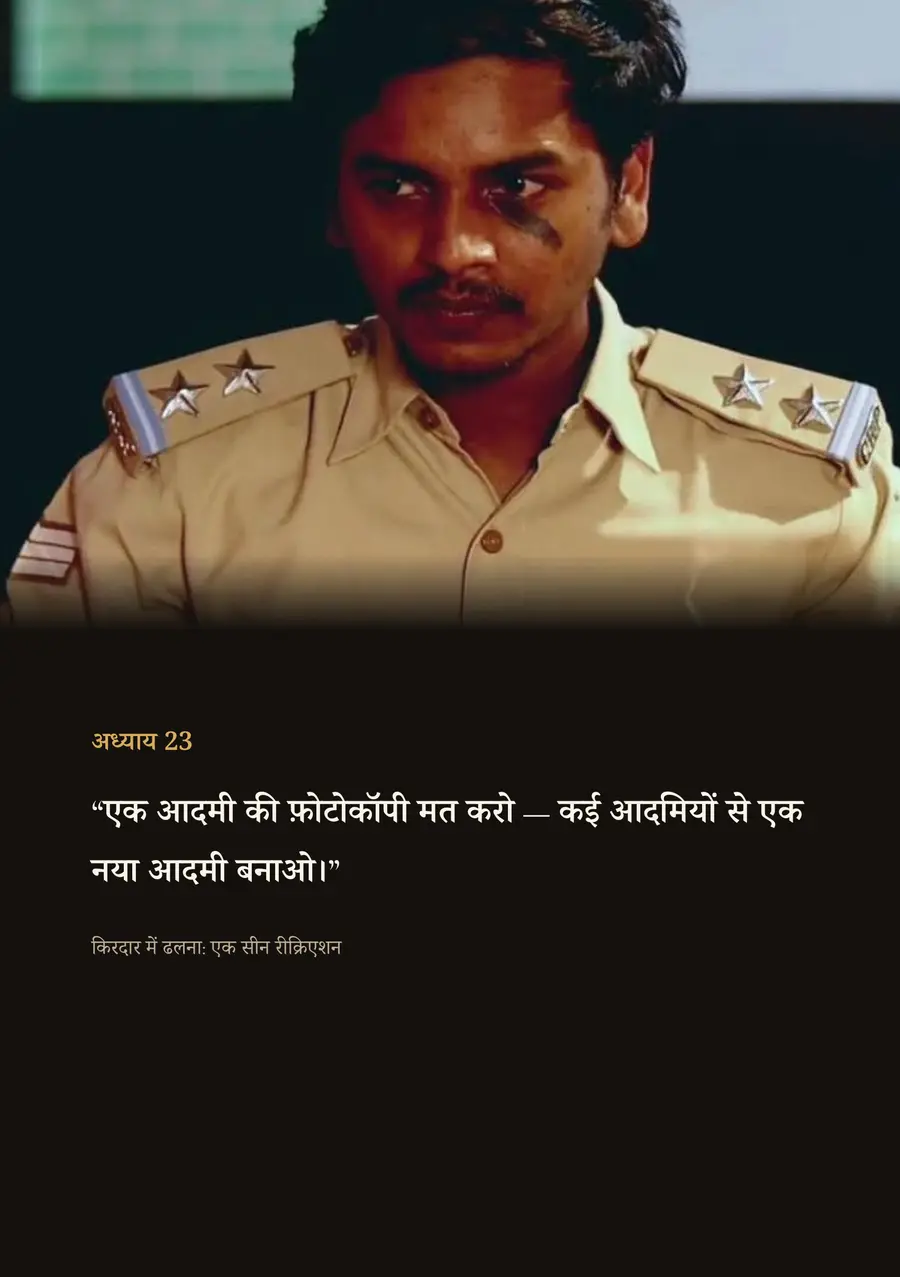 अध्याय 23
“एक आदमी की फ़ोटोकॉपी मत करो — कई आदमियों से एक
नया आदमी बनाओ।”
किरदार में ढलना: एक सीन रीक्रिएशन